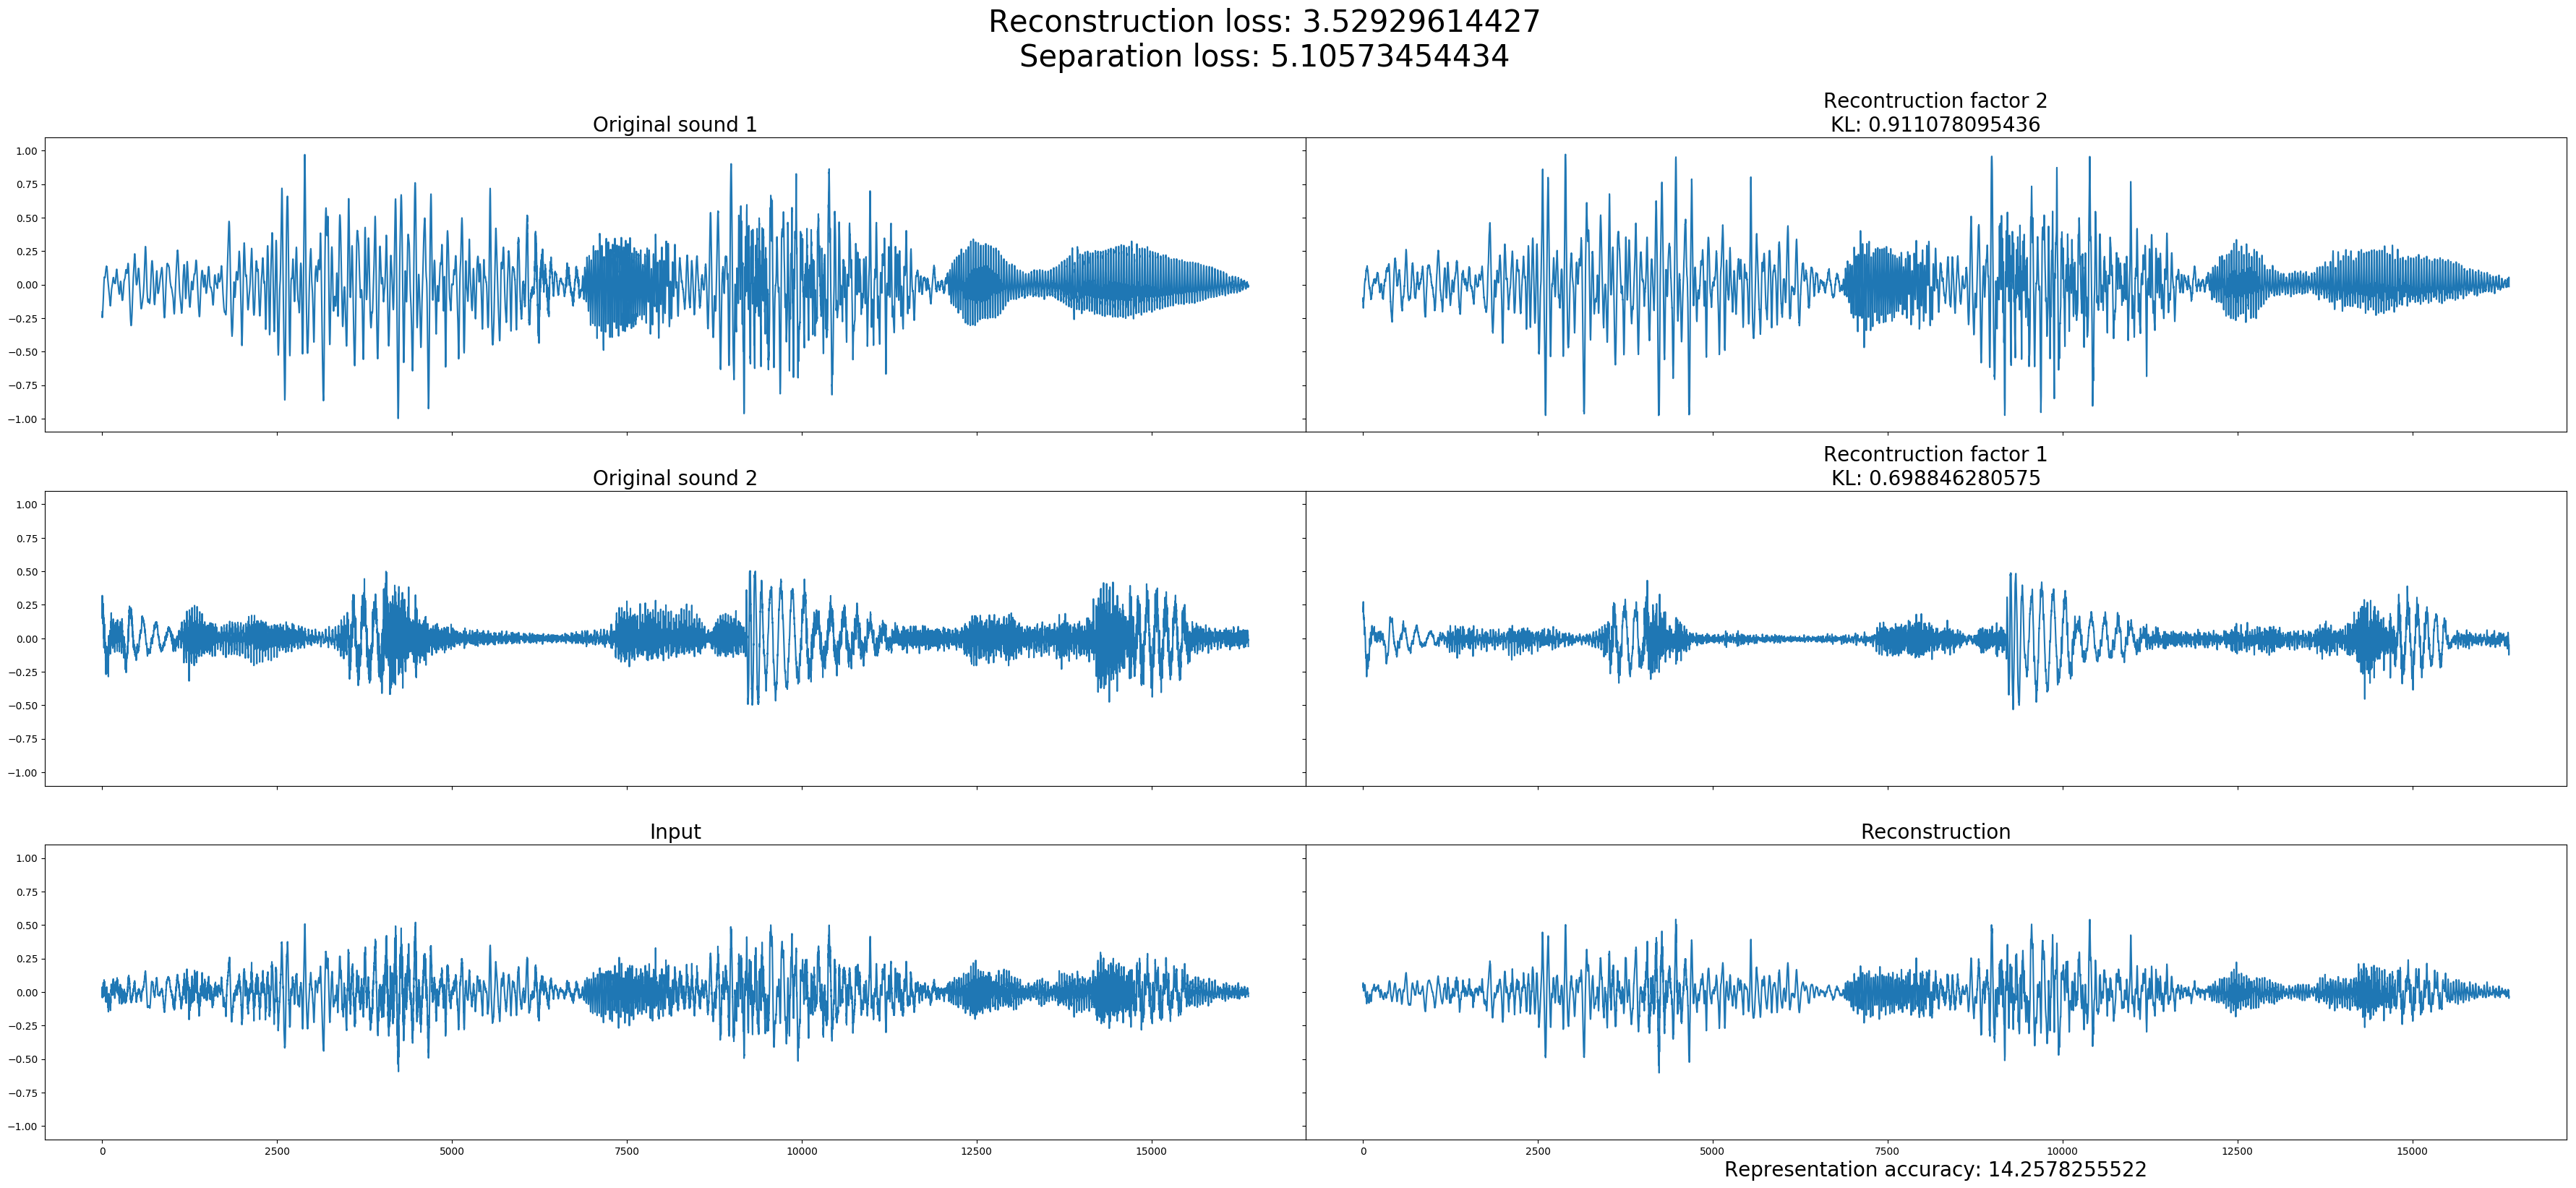 Reconstruction loss: 3.52929614427
Separation loss: 5.10573454434
Original sound 1
Recontruction factor 2
KL: 0.911078095436
1.00
0.75
0.50
0.25
0.00
−0.25
−0.50
−0.75
−1.00
Original sound 2
Recontruction factor 1
KL: 0.698846280575
1.00
0.75
0.50
0.25
0.00
−0.25
−0.50
−0.75
−1.00
Input
Reconstruction
1.00
0.75
0.50
0.25
0.00
−0.25
−0.50
−0.75
−1.00
0 2500 5000 7500 10000 12500 15000
0 2500 5000 7500 10000 12500 15000
Representation accuracy: 14.2578255522